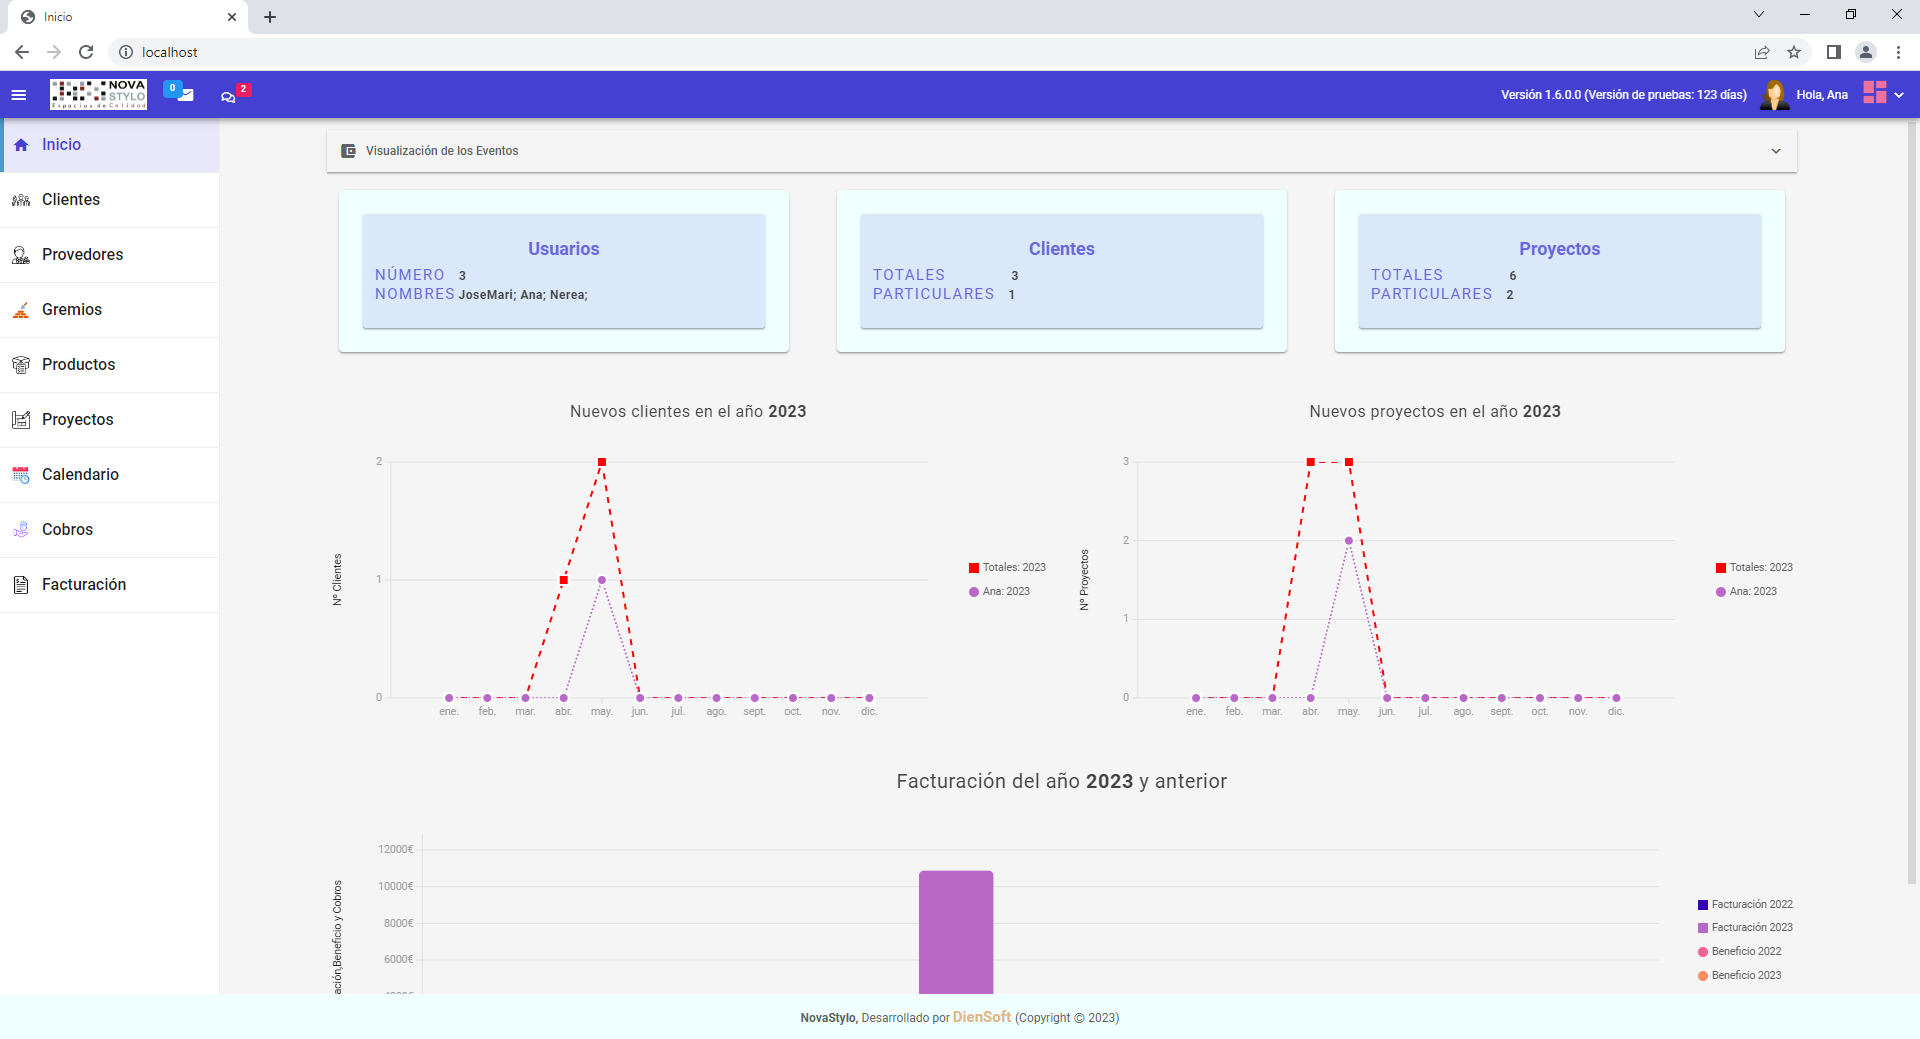 Inicio
localhost
NOVA
STYLO
Espacios de Calidad
0
2
Versión 1.6.0.0 (Versión de pruebas: 123 días)
Hola, Ana
Inicio
Clientes
Provedores
Gremios
Productos
Proyectos
Calendario
Cobros
Facturación
Visualización de los Eventos
Usuarios
NÚMERO 3
NOMBRES JoseMari; Ana; Nerea;
Clientes
TOTALES 3
PARTICULARES 1
Proyectos
TOTALES 6
PARTICULARES 2
Nuevos clientes en el año 2023
Nº Clientes
2
1
0
ene. feb. mar. abr. may. jun. jul. ago. sept. oct. nov. dic.
Totales: 2023
Ana: 2023
Nuevos proyectos en el año 2023
Nº Proyectos
3
2
1
0
ene. feb. mar. abr. may. jun. jul. ago. sept. oct. nov. dic.
Totales: 2023
Ana: 2023
Facturación del año 2023 y anterior
ación,Beneficio y Cobros
12000€
10000€
8000€
6000€
Facturación 2022
Facturación 2023
Beneficio 2022
Beneficio 2023
NovaStylo, Desarrollado por DienSoft (Copyright © 2023)